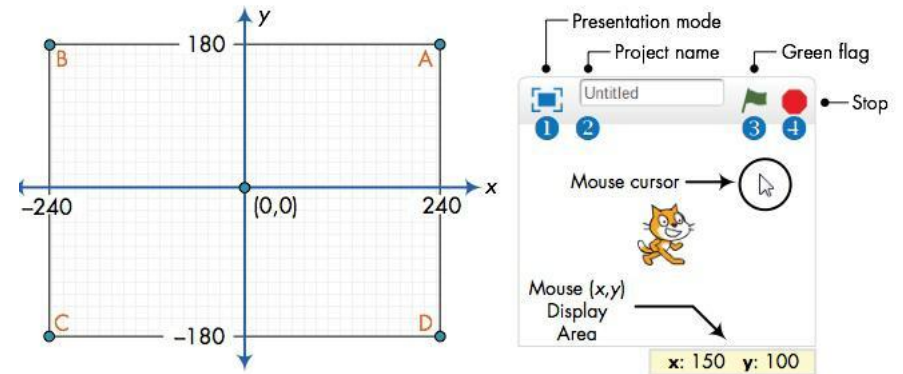 y
B
180
A
–240
(0,0)
240
x
C
–180
D
Presentation mode
Project name
Green flag
Untitled
Stop
1 2 3 4
Mouse cursor
Mouse (x,y)
Display
Area
x: 150 y: 100